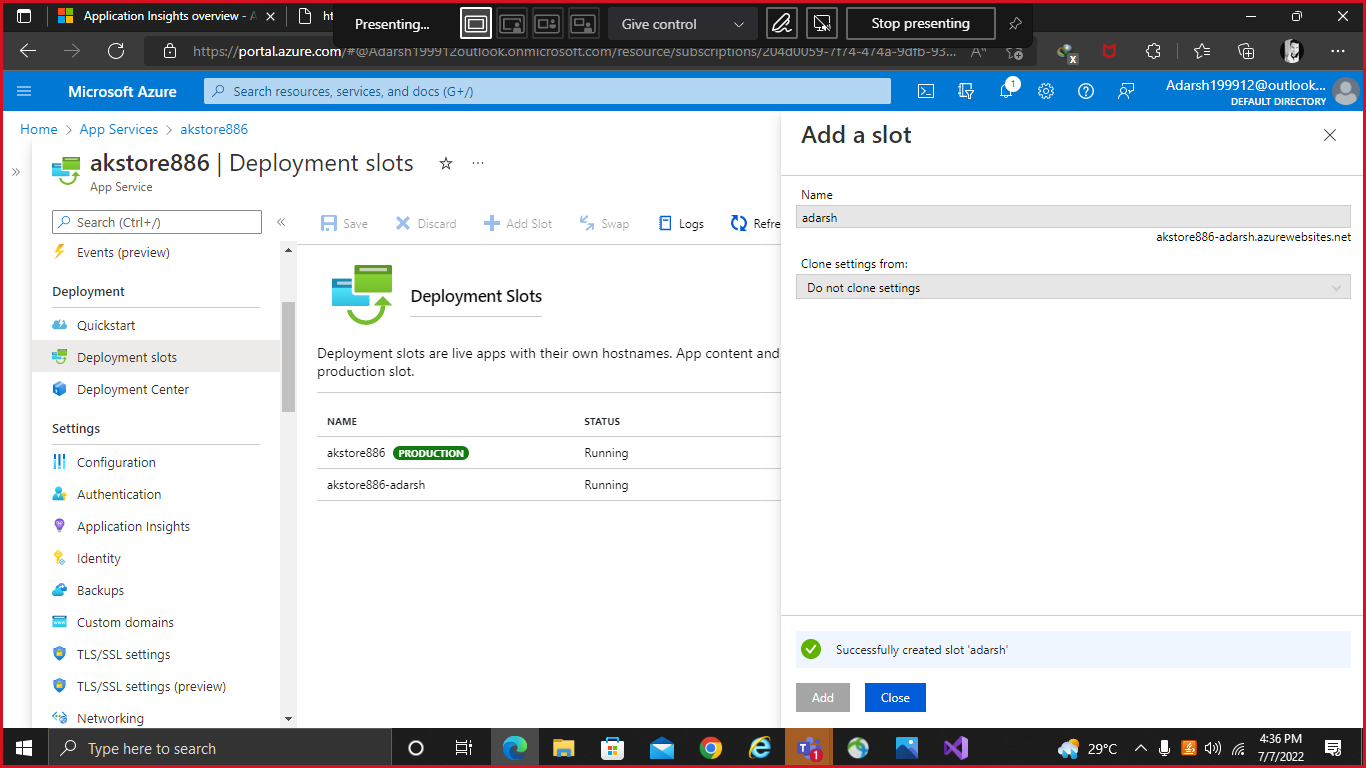 Application Insights overview - A
ht
Presenting...
Give control
Stop presenting
https://portal.azure.com/#@Adarsh199912outlook.onmicrosoft.com/resource/subscriptions/204d0059-7f74-474a-9dfb-93...
Microsoft Azure
Search resources, services, and docs (G+/)
1
Adarsh199912@outlook...
DEFAULT DIRECTORY
Home > App Services > akstore886
akstore886 | Deployment slots
App Service
Search (Ctrl+/)
Events (preview)
Deployment
Quickstart
Deployment slots
Deployment Center
Settings
Configuration
Authentication
Application Insights
Identity
Backups
Custom domains
TLS/SSL settings
TLS/SSL settings (preview)
Networking
Save Discard Add Slot Swap Logs Refre
Deployment Slots
Deployment slots are live apps with their own hostnames. App content and
production slot.
NAME STATUS
akstore886 PRODUCTION Running
akstore886-adarsh Running
Add a slot
Name
adarsh
akstore886-adarsh.azurewebsites.net
Clone settings from:
Do not clone settings
Successfully created slot 'adarsh'
Add Close
Type here to search
1
29°C
4:36 PM
7/7/2022